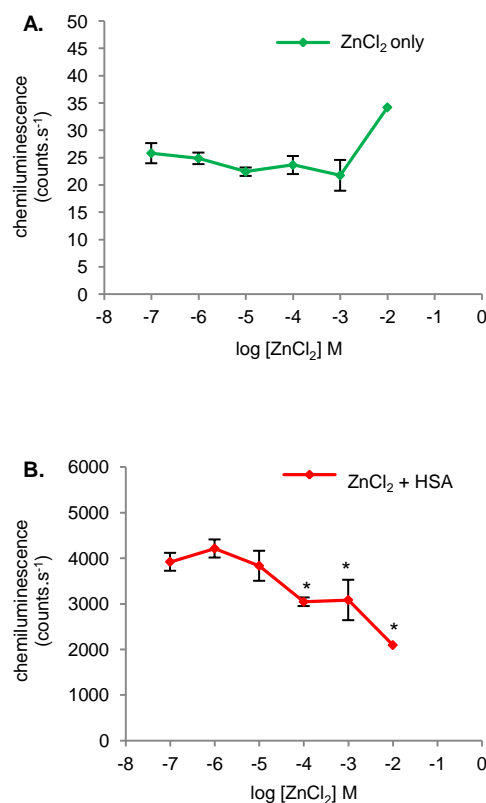 A.
ZnCl₂ only
chemiluminescence
(counts.s⁻¹)
50
45
40
35
30
25
20
15
10
5
0
-8 -7 -6 -5 -4 -3 -2 -1 0
log [ZnCl₂] M
B.
ZnCl₂ + HSA
chemiluminescence
(counts.s⁻¹)
6000
5000
4000
3000
2000
1000
0
* * *
-8 -7 -6 -5 -4 -3 -2 -1 0
log [ZnCl₂] M